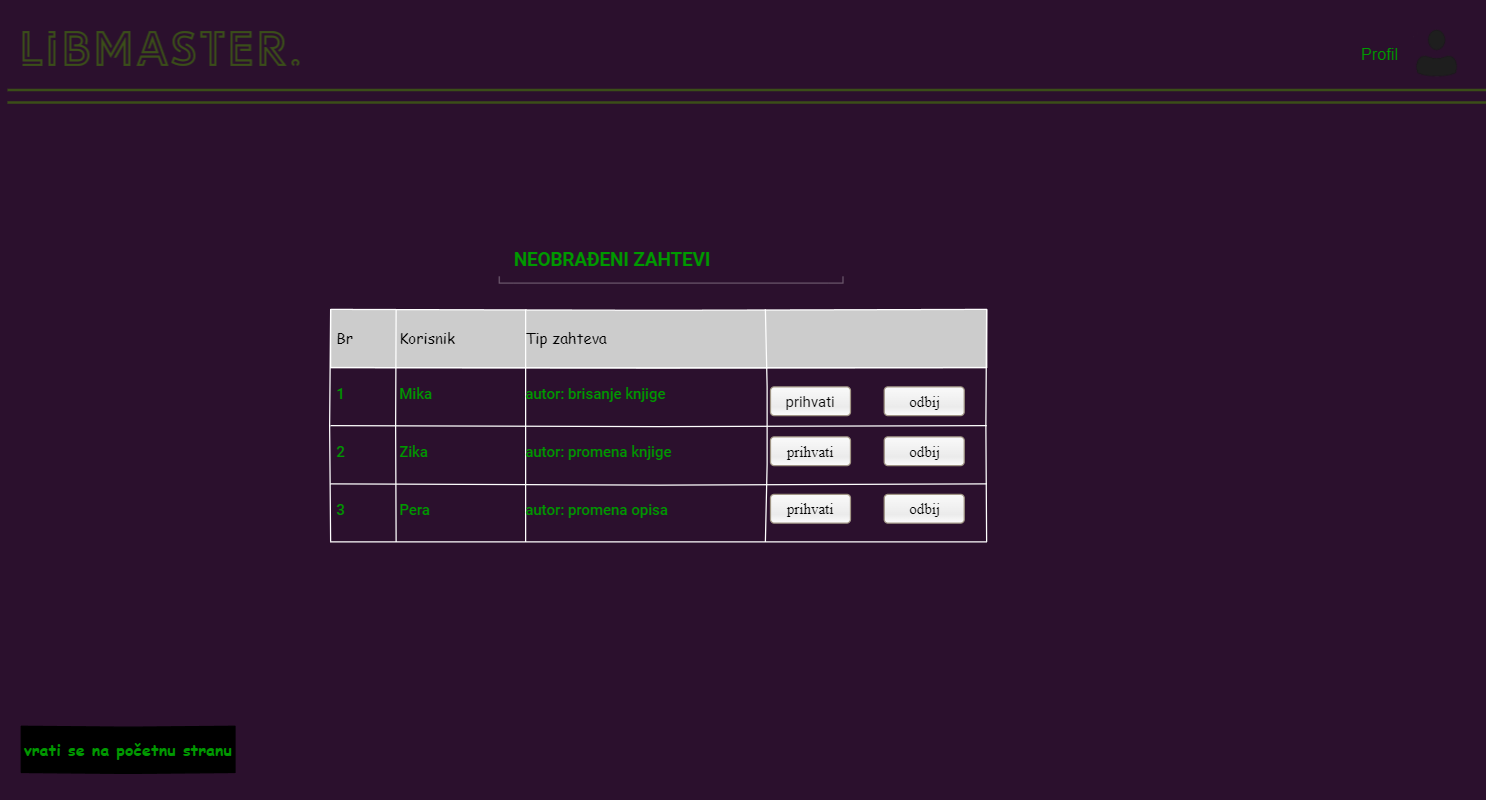 LiBMASTER.
Profil
NEOBRAĐENI ZAHTEVI
Br Korisnik Tip zahteva
1 Mika autor: brisanje knjige prihvati odbij
2 Zika autor: promena knjige prihvati odbij
3 Pera autor: promena opisa prihvati odbij
vrati se na početnu stranu